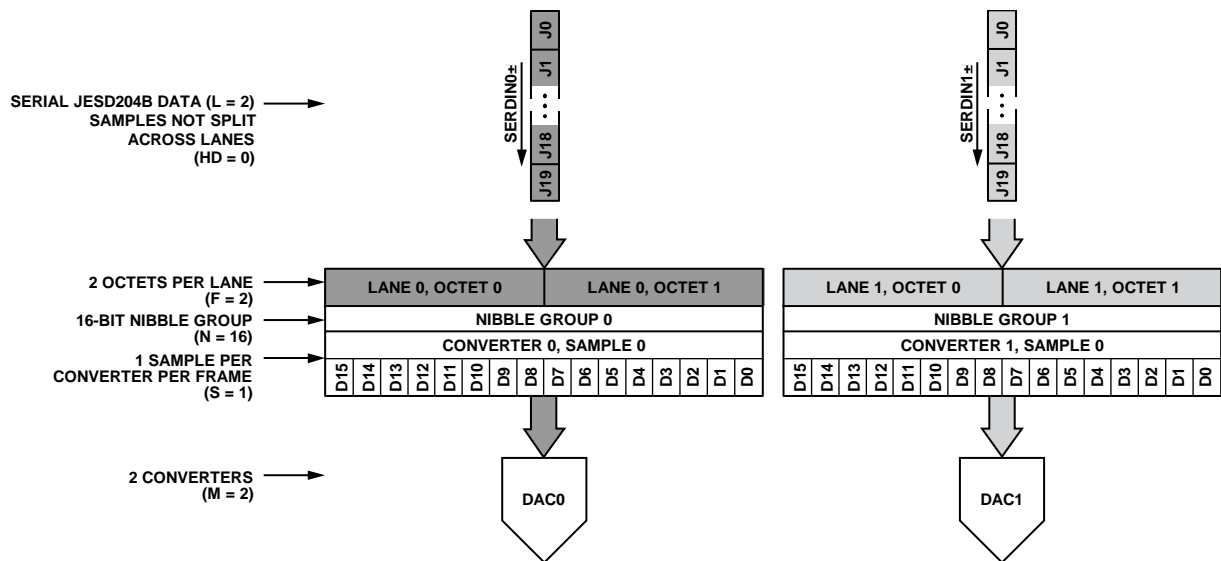 SERIAL JESD204B DATA (L = 2)
SAMPLES NOT SPLIT
ACROSS LANES
(HD = 0)
SERDIN0±
J0
J1
...
J18
J19
SERDIN1±
J0
J1
...
J18
J19
2 OCTETS PER LANE
(F = 2)
LANE 0, OCTET 0
LANE 0, OCTET 1
LANE 1, OCTET 0
LANE 1, OCTET 1
16-BIT NIBBLE GROUP
(N = 16)
NIBBLE GROUP 0
NIBBLE GROUP 1
1 SAMPLE PER
CONVERTER PER FRAME
(S = 1)
CONVERTER 0, SAMPLE 0
CONVERTER 1, SAMPLE 0
D15 D14 D13 D12 D11 D10 D9 D8 D7 D6 D5 D4 D3 D2 D1 D0
D15 D14 D13 D12 D11 D10 D9 D8 D7 D6 D5 D4 D3 D2 D1 D0
2 CONVERTERS
(M = 2)
DAC0
DAC1